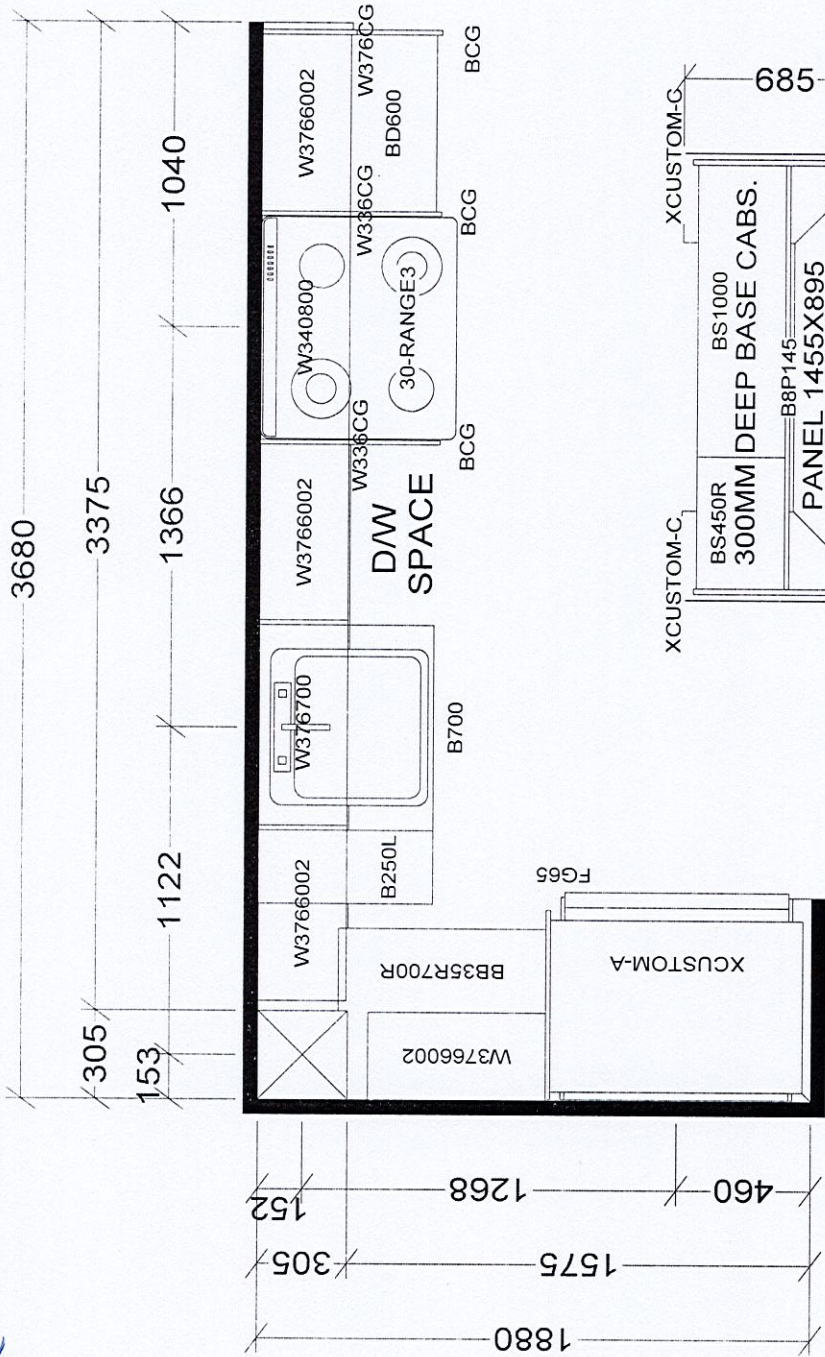 3680
3375
305
153
1122
1366
1040
W3766002
W376700
W3766002
W340800
W3766002
W376CG
W336CG
W336CG
30-RANGE3
BD600
BCG
BCG
BCG
D/W
SPACE
B250L
B700
BB35R700R
W3766002
FG65
XCUSTOM-A
152
1268
460
305
1575
1880
XCUSTOM-C
XCUSTOM-C
685
BS450R
BS1000
300MM DEEP BASE CABS.
B8P145
PANEL 1455X895